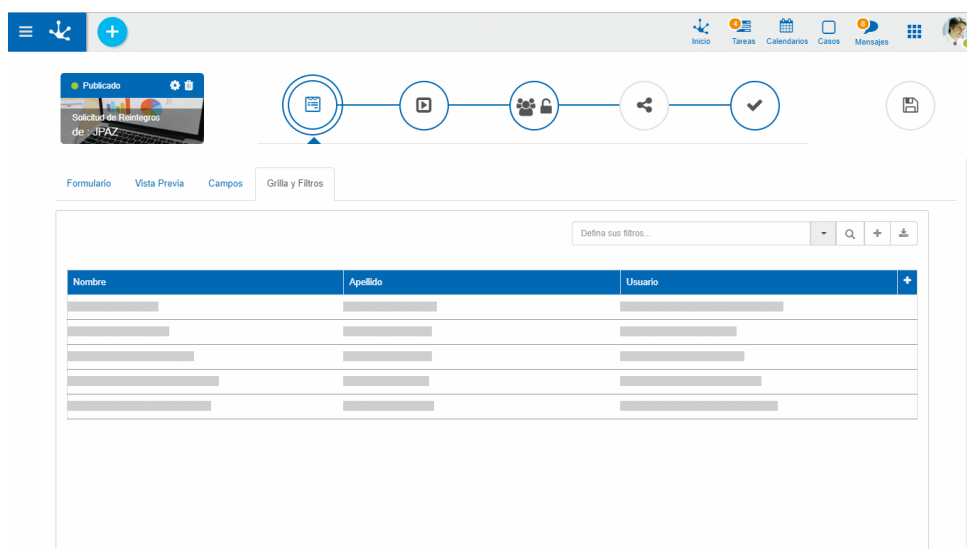 4
8
Inicio
Tareas
Calendarios
Casos
Mensajes
Publicado
Solicitud de Reintegros
de : JPAZ
Formulario
Vista Previa
Campos
Grilla y Filtros
Defina sus filtros...
Nombre
Apellido
Usuario